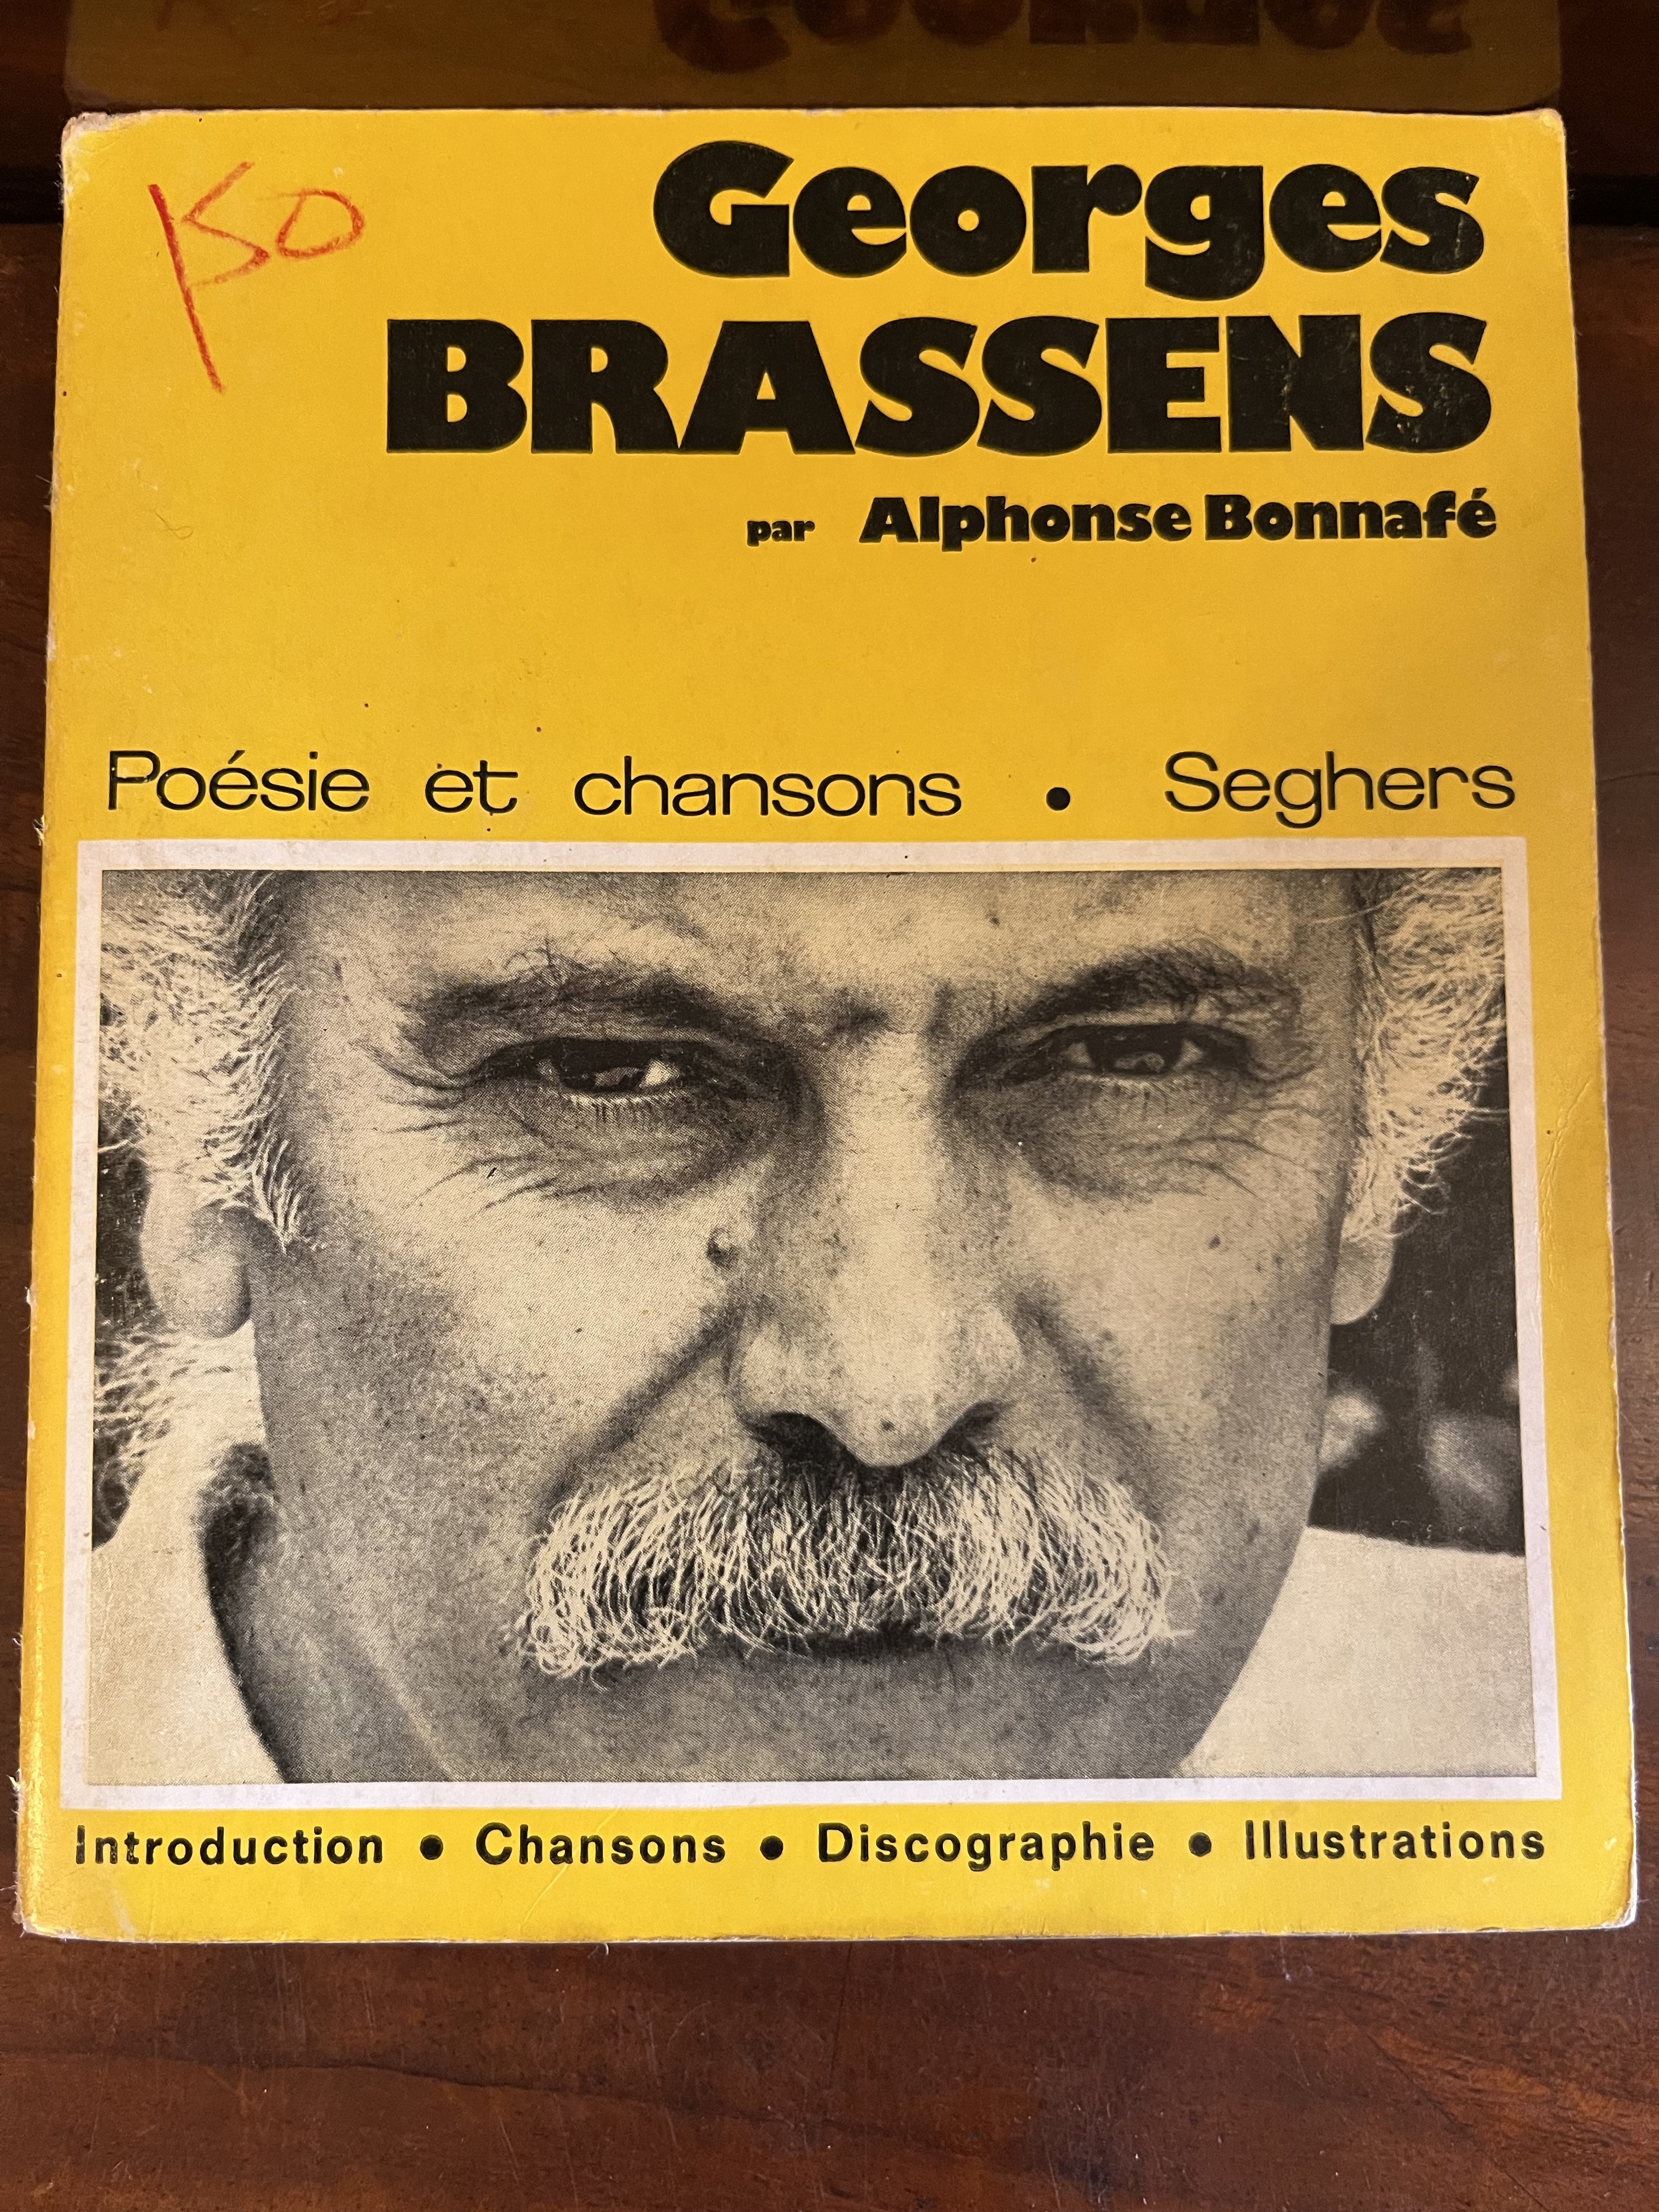 150
Georges
BRASSENS
par Alphonse Bonnafé
Poésie et chansons • Seghers
Introduction • Chansons • Discographie • Illustrations